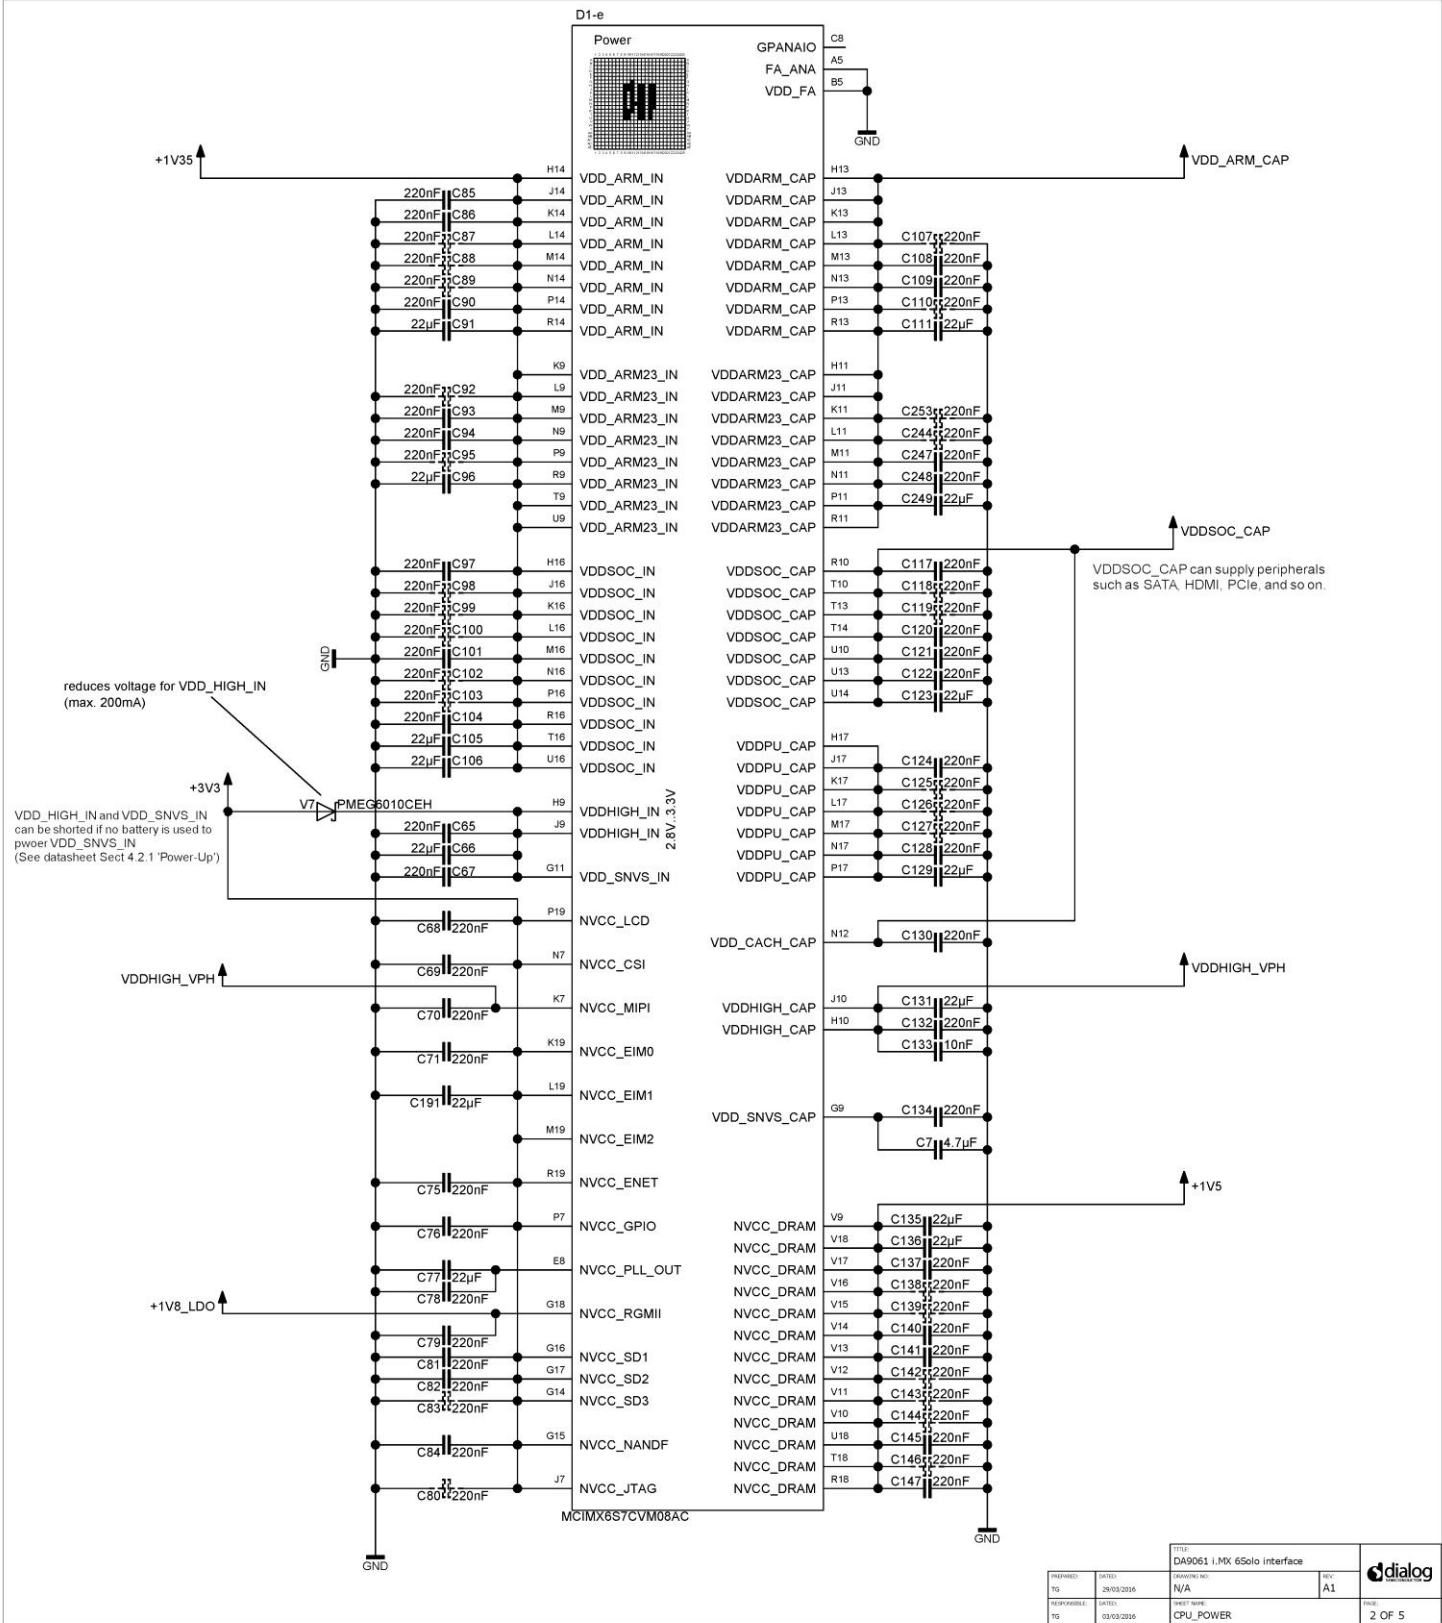 D1-e
Power
GPANAIO C8
FA_ANA A5
VDD_FA B5
GND
+1V35
VDD_ARM_CAP
H14 VDD_ARM_IN VDDARM_CAP H13
220nF C85 J14 VDD_ARM_IN VDDARM_CAP J13
220nF C86 K14 VDD_ARM_IN VDDARM_CAP K13
220nF C87 L14 VDD_ARM_IN VDDARM_CAP L13 C107 220nF
220nF C88 M14 VDD_ARM_IN VDDARM_CAP M13 C108 220nF
220nF C89 N14 VDD_ARM_IN VDDARM_CAP N13 C109 220nF
220nF C90 P14 VDD_ARM_IN VDDARM_CAP P13 C110 220nF
22µF C91 R14 VDD_ARM_IN VDDARM_CAP R13 C111 22µF
K9 VDD_ARM23_IN VDDARM23_CAP H11
220nF C92 L9 VDD_ARM23_IN VDDARM23_CAP J11
220nF C93 M9 VDD_ARM23_IN VDDARM23_CAP K11 C253 220nF
220nF C94 N9 VDD_ARM23_IN VDDARM23_CAP L11 C244 220nF
220nF C95 P9 VDD_ARM23_IN VDDARM23_CAP M11 C247 220nF
22µF C96 R9 VDD_ARM23_IN VDDARM23_CAP N11 C248 220nF
T9 VDD_ARM23_IN VDDARM23_CAP P11 C249 22µF
U9 VDD_ARM23_IN VDDARM23_CAP R11
VDDSOC_CAP
VDDSOC_CAP can supply peripherals
such as SATA, HDMI, PCIe, and so on.
220nF C97 H16 VDDSOC_IN VDDSOC_CAP R10 C117 220nF
220nF C98 J16 VDDSOC_IN VDDSOC_CAP T10 C118 220nF
220nF C99 K16 VDDSOC_IN VDDSOC_CAP T13 C119 220nF
220nF C100 L16 VDDSOC_IN VDDSOC_CAP T14 C120 220nF
GND 220nF C101 M16 VDDSOC_IN VDDSOC_CAP U10 C121 220nF
220nF C102 N16 VDDSOC_IN VDDSOC_CAP U13 C122 220nF
220nF C103 P16 VDDSOC_IN VDDSOC_CAP U14 C123 22µF
220nF C104 R16 VDDSOC_IN
22µF C105 T16 VDDSOC_IN VDDPU_CAP H17
22µF C106 U16 VDDSOC_IN VDDPU_CAP J17 C124 220nF
VDDPU_CAP K17 C125 220nF
reduces voltage for VDD_HIGH_IN
(max. 200mA)
+3V3
VDD_HIGH_IN and VDD_SNVS_IN
can be shorted if no battery is used to
pwoer VDD_SNVS_IN
(See datasheet Sect 4.2.1 'Power-Up')
V7 PMEG6010CEH H9 VDDHIGH_IN 2.8V..3.3V VDDPU_CAP L17 C126 220nF
220nF C65 J9 VDDHIGH_IN VDDPU_CAP M17 C127 220nF
22µF C66 VDDPU_CAP N17 C128 220nF
220nF C67 G11 VDD_SNVS_IN VDDPU_CAP P17 C129 22µF
C68 220nF P19 NVCC_LCD
VDD_CACH_CAP N12 C130 220nF
C69 220nF N7 NVCC_CSI
VDDHIGH_VPH
VDDHIGH_VPH
C70 220nF K7 NVCC_MIPI VDDHIGH_CAP J10 C131 22µF
VDDHIGH_CAP H10 C132 220nF
C71 220nF K19 NVCC_EIM0 C133 10nF
C191 22µF L19 NVCC_EIM1
VDD_SNVS_CAP G9 C134 220nF
M19 NVCC_EIM2 C7 4.7µF
C75 220nF R19 NVCC_ENET
+1V5
C76 220nF P7 NVCC_GPIO NVCC_DRAM V9 C135 22µF
NVCC_DRAM V18 C136 22µF
C77 22µF E8 NVCC_PLL_OUT NVCC_DRAM V17 C137 220nF
C78 220nF NVCC_DRAM V16 C138 220nF
+1V8_LDO G18 NVCC_RGMII NVCC_DRAM V15 C139 220nF
C79 220nF NVCC_DRAM V14 C140 220nF
C81 220nF G16 NVCC_SD1 NVCC_DRAM V13 C141 220nF
C82 220nF G17 NVCC_SD2 NVCC_DRAM V12 C142 220nF
C83 220nF G14 NVCC_SD3 NVCC_DRAM V11 C143 220nF
NVCC_DRAM V10 C144 220nF
C84 220nF G15 NVCC_NANDF NVCC_DRAM U18 C145 220nF
NVCC_DRAM T18 C146 220nF
C80 220nF J7 NVCC_JTAG NVCC_DRAM R18 C147 220nF
MCIMX6S7CVM08AC
GND
GND
TITLE:
DA9061 i.MX 6Solo interface
dialog
SEMICONDUCTOR
PREPARED: DATED: DRAWING NO: REV:
TG 29/03/2016 N/A A1
RESPONSIBLE: DATED: SHEET NAME: PAGE:
TG 03/03/2016 CPU_POWER 2 OF 5